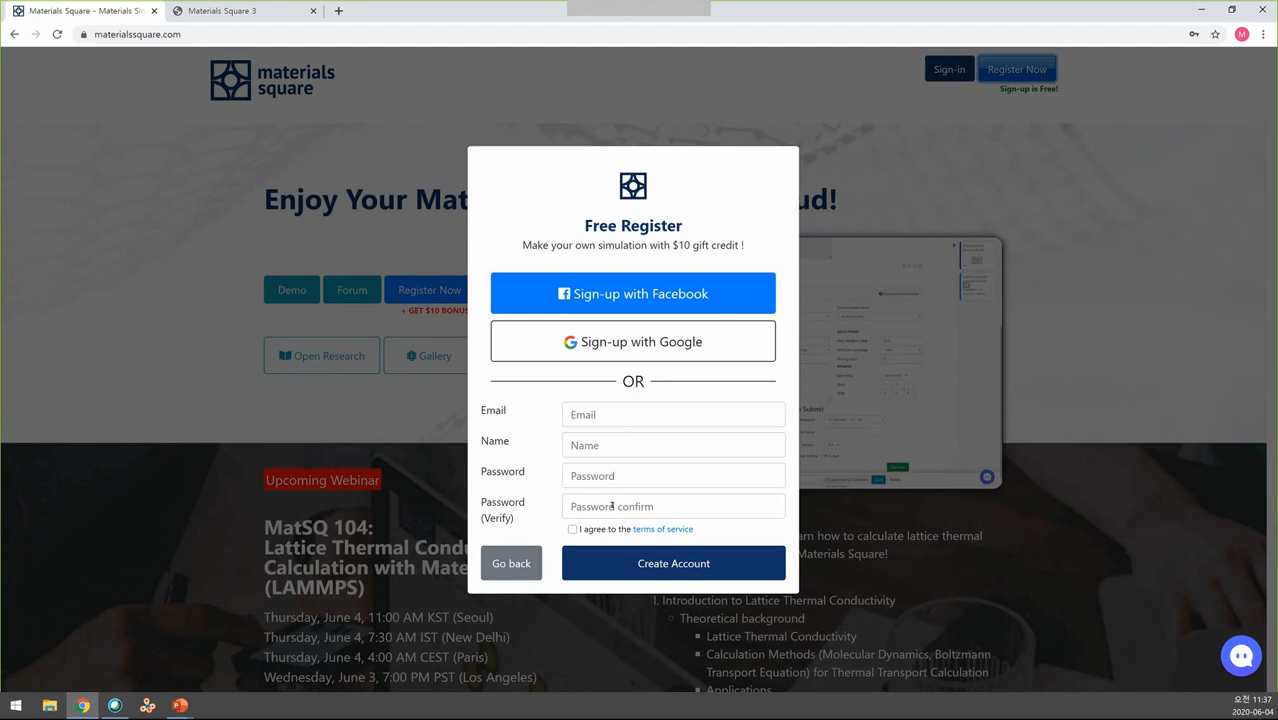 Materials Square - Materials Sim
Materials Square 3
materialssquare.com
M
materials
square
Sign-in
Register Now
Sign-up is Free!
Enjoy Your Mat
ud!
Demo
Forum
Register Now
+ GET $10 BONUS
Open Research
Gallery
Free Register
Make your own simulation with $10 gift credit !
Sign-up with Facebook
Sign-up with Google
OR
Email
Email
Name
Name
Password
Password
Password
(Verify)
Password confirm
I agree to the terms of service
Go back
Create Account
Upcoming Webinar
MatSQ 104:
Lattice Thermal Condu
Calculation with Mate
(LAMMPS)
Thursday, June 4, 11:00 AM KST (Seoul)
Thursday, June 4, 7:30 AM IST (New Delhi)
Thursday, June 4, 4:00 AM CEST (Paris)
Wednesday, June 3, 7:00 PM PST (Los Angeles)
arn how to calculate lattice thermal
Materials Square!
I. Introduction to Lattice Thermal Conductivity
Theoretical background
Lattice Thermal Conductivity
Calculation Methods (Molecular Dynamics, Boltzmann
Transport Equation) for Thermal Transport Calculation
Applications
오전 11:37
2020-06-04